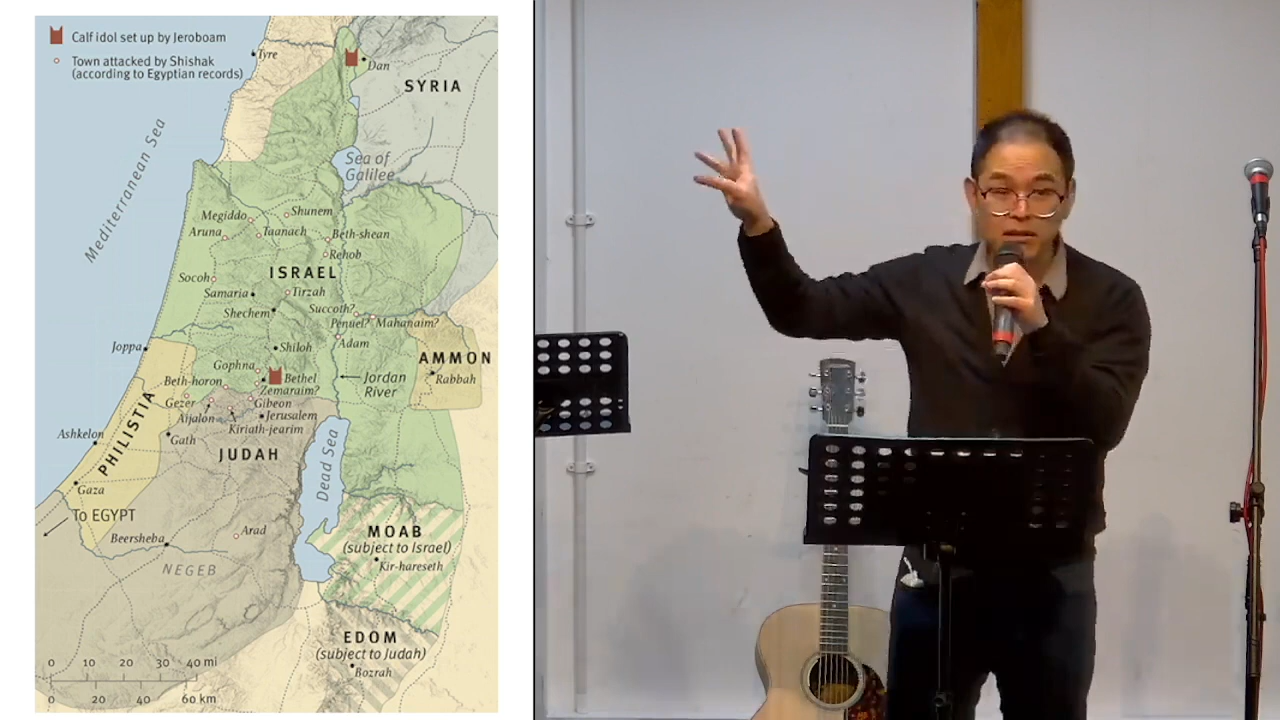 Calf idol set up by Jeroboam
Town attacked by Shishak
(according to Egyptian records)
Tyre
Dan
SYRIA
Mediterranean Sea
Sea of
Galilee
Megiddo
Shunem
Aruna
Taanach
Beth-shean
Rehob
ISRAEL
Socoh
Samaria
Tirzah
Shechem
Succoth?
Penuel?
Mahanaim?
Adam
Joppa
Shiloh
AMMON
Gophna
Beth-horon
Bethel
Zemaraim?
Jordan
River
Rabbah
Gezer
Gibeon
Aijalon
Jerusalem
Kiriath-jearim
Ashkelon
PHILISTIA
Gath
JUDAH
Dead Sea
Gaza
To EGYPT
Beersheba
Arad
MOAB
(subject to Israel)
Kir-hareseth
NEGEB
EDOM
(subject to Judah)
Bozrah
0 10 20 30 40 mi
0 20 40 60 km